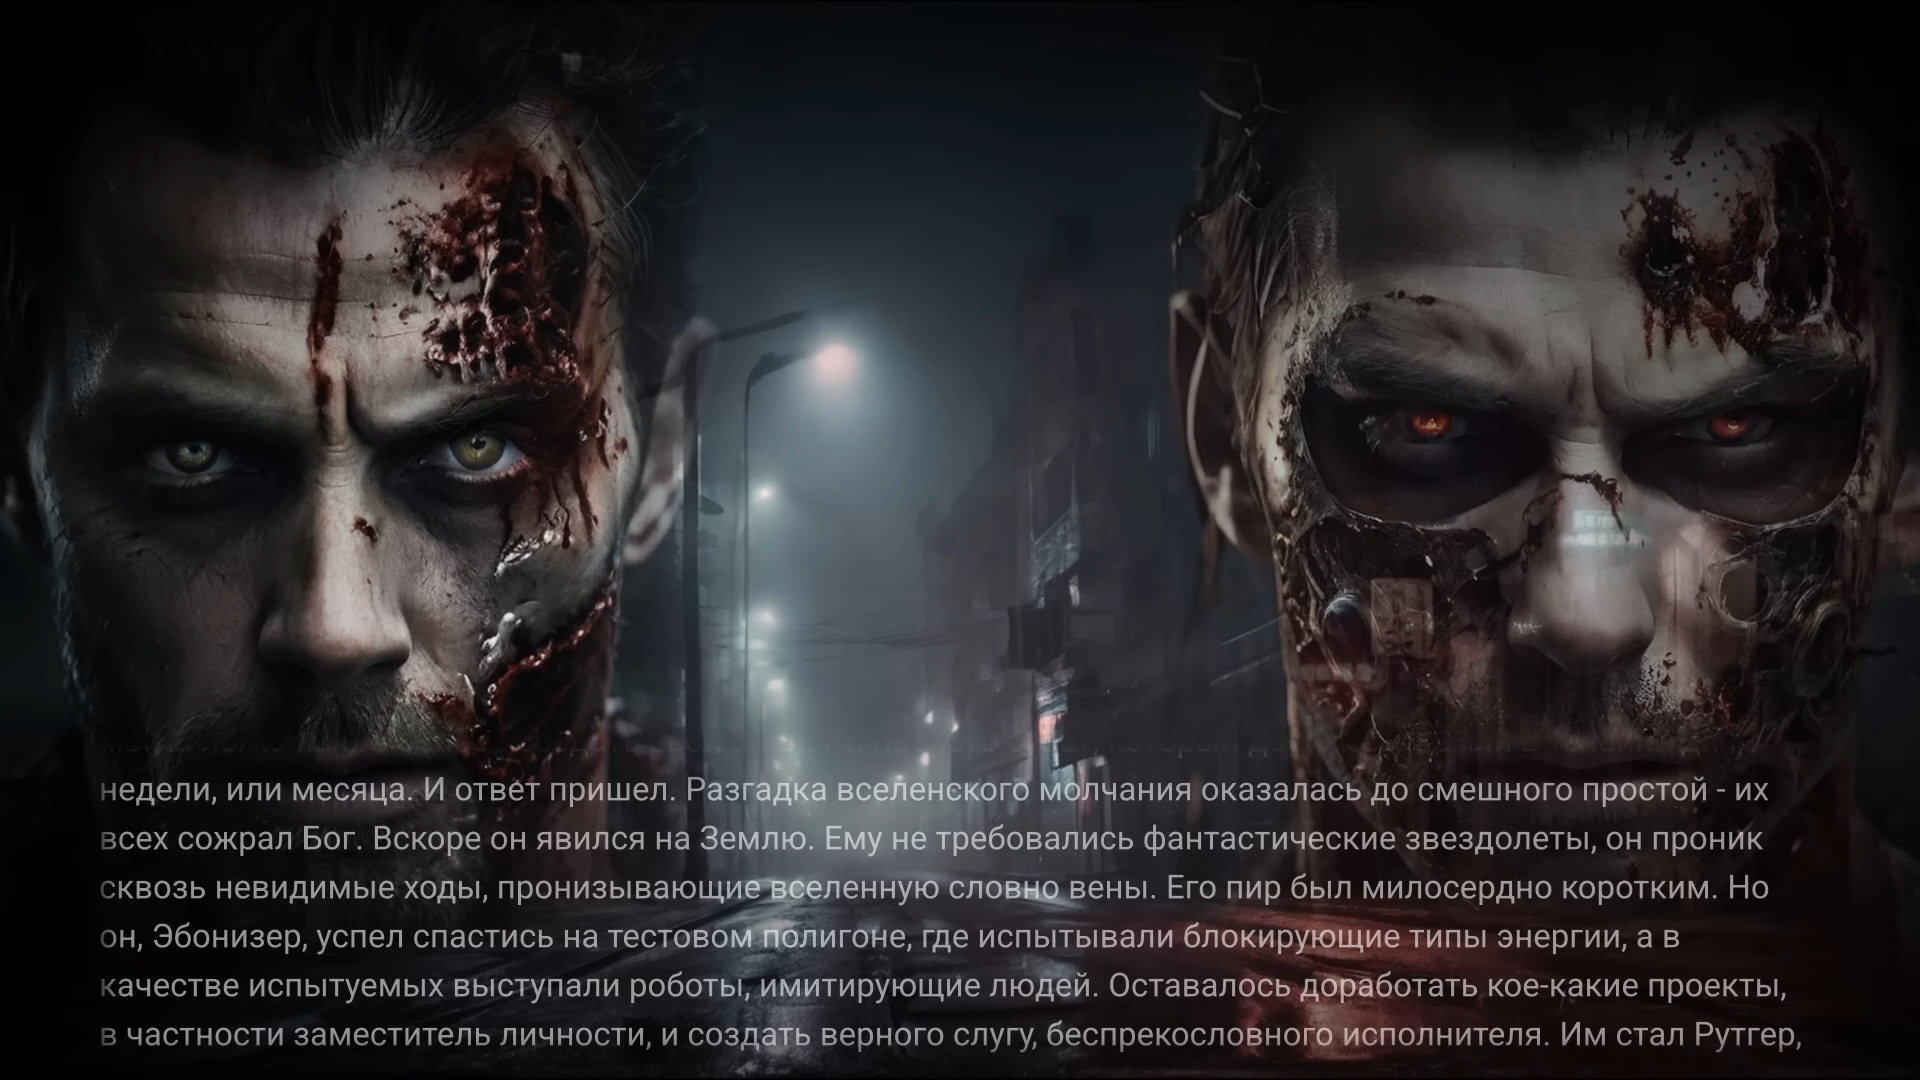 недели, или месяца. И ответ пришел. Разгадка вселенского молчания оказалась до смешного простой - их
всех сожрал Бог. Вскоре он явился на Землю. Ему не требовались фантастические звездолеты, он проник
сквозь невидимые ходы, пронизывающие вселенную словно вены. Его пир был милосердно коротким. Но
он, Эбонизер, успел спастись на тестовом полигоне, где испытывали блокирующие типы энергии, а в
качестве испытуемых выступали роботы, имитирующие людей. Оставалось доработать кое-какие проекты,
в частности заместитель личности, и создать верного слугу, беспрекословного исполнителя. Им стал Рутгер,